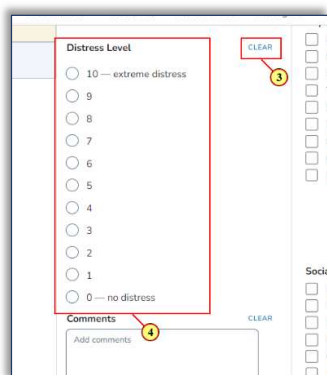 Distress Level
CLEAR
3
10 — extreme distress
9
8
7
6
5
4
3
2
1
0 — no distress
4
Comments
CLEAR
Add comments